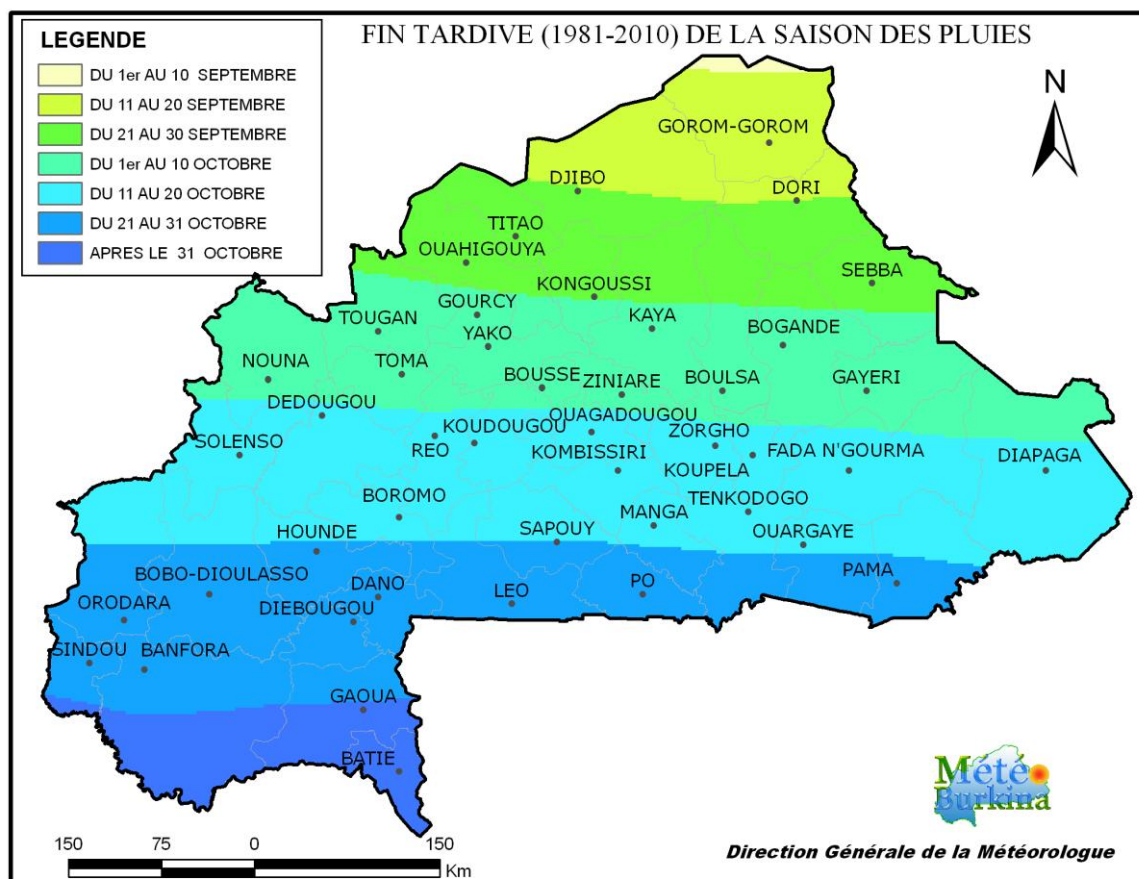 FIN TARDIVE (1981-2010) DE LA SAISON DES PLUIES
LEGENDE
DU 1er AU 10 SEPTEMBRE
DU 11 AU 20 SEPTEMBRE
DU 21 AU 30 SEPTEMBRE
DU 1er AU 10 OCTOBRE
DU 11 AU 20 OCTOBRE
DU 21 AU 31 OCTOBRE
APRES LE 31 OCTOBRE
N
GOROM-GOROM
DJIBO
DORI
TITAO
OUAHIGOUYA
SEBBA
KONGOUSSI
GOURCY
TOUGAN
KAYA
BOGANDE
YAKO
NOUNA
TOMA
BOUSSE
ZINIARE
BOULSA
GAYERI
DEDOUGOU
OUAGADOUGOU
SOLENSO
REO
KOUDOUGOU
ZORGHO
KOMBISSIRI
KOUPELA
FADA N'GOURMA
DIAPAGA
BOROMO
TENKODOGO
MANGA
HOUNDE
SAPOUY
OUARGAYE
BOBO-DIOULASSO
DANO
LEO
PO
PAMA
ORODARA
DIEBOUGOU
SINDOU
BANFORA
GAOUA
BATIE
Météo
Burkina
150 75 0 150
Km
Direction Générale de la Météorologue